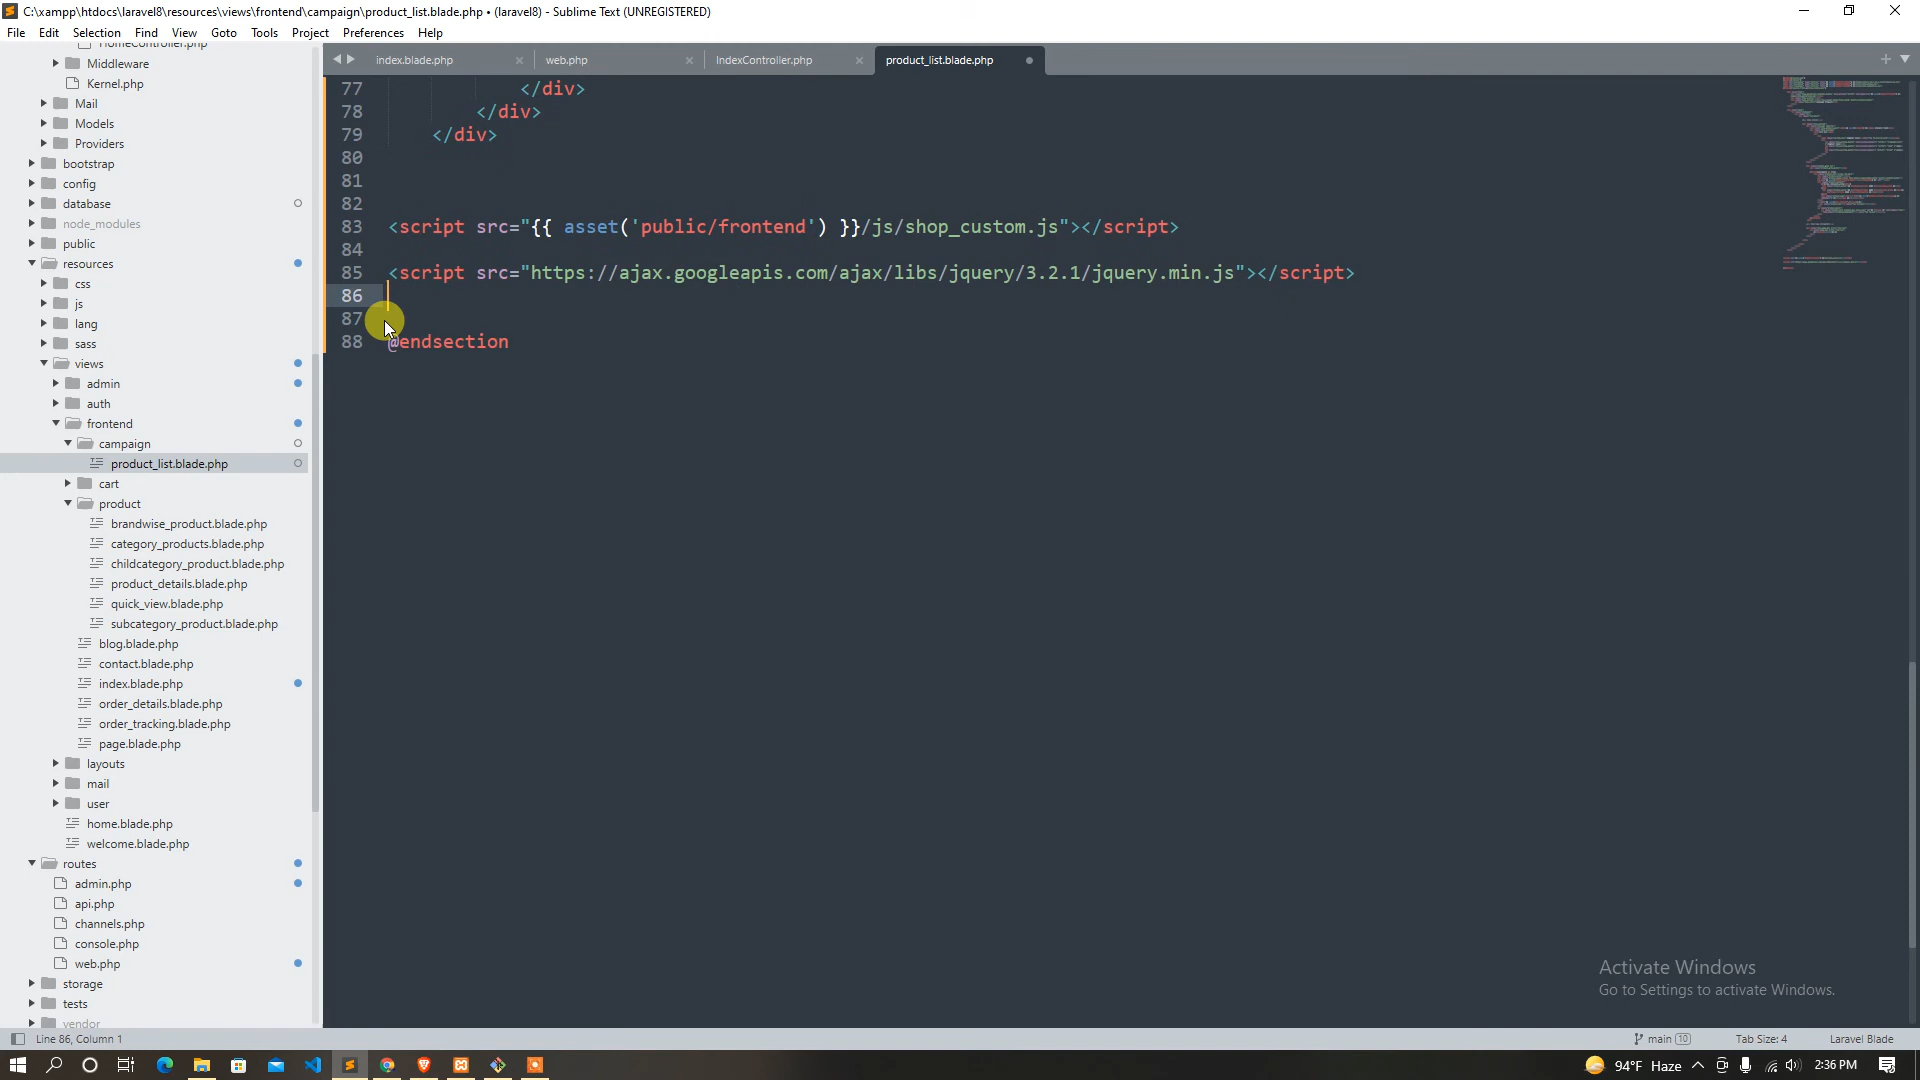 C:\xampp\htdocs\laravel8\resources\views\frontend\campaign\product_list.blade.php • (laravel8) - Sublime Text (UNREGISTERED)
File Edit Selection Find View Goto Tools Project Preferences Help
index.blade.php web.php IndexController.php product_list.blade.php
HomeController.php
Middleware
Kernel.php
Mail
Models
Providers
bootstrap
config
database
node_modules
public
resources
css
js
lang
sass
views
admin
auth
frontend
campaign
product_list.blade.php
cart
product
brandwise_product.blade.php
category_products.blade.php
childcategory_product.blade.php
product_details.blade.php
quick_view.blade.php
subcategory_product.blade.php
blog.blade.php
contact.blade.php
index.blade.php
order_details.blade.php
order_tracking.blade.php
page.blade.php
layouts
mail
user
home.blade.php
welcome.blade.php
routes
admin.php
api.php
channels.php
console.php
web.php
storage
tests
vendor
77 </div>
78 </div>
79 </div>
80
81
82
83 <script src="{{ asset('public/frontend') }}/js/shop_custom.js"></script>
84
85 <script src="https://ajax.googleapis.com/ajax/libs/jquery/3.2.1/jquery.min.js"></script>
86
87
88 @endsection
Activate Windows
Go to Settings to activate Windows.
Line 86, Column 1 main 10 Tab Size: 4 Laravel Blade
94°F Haze 2:36 PM